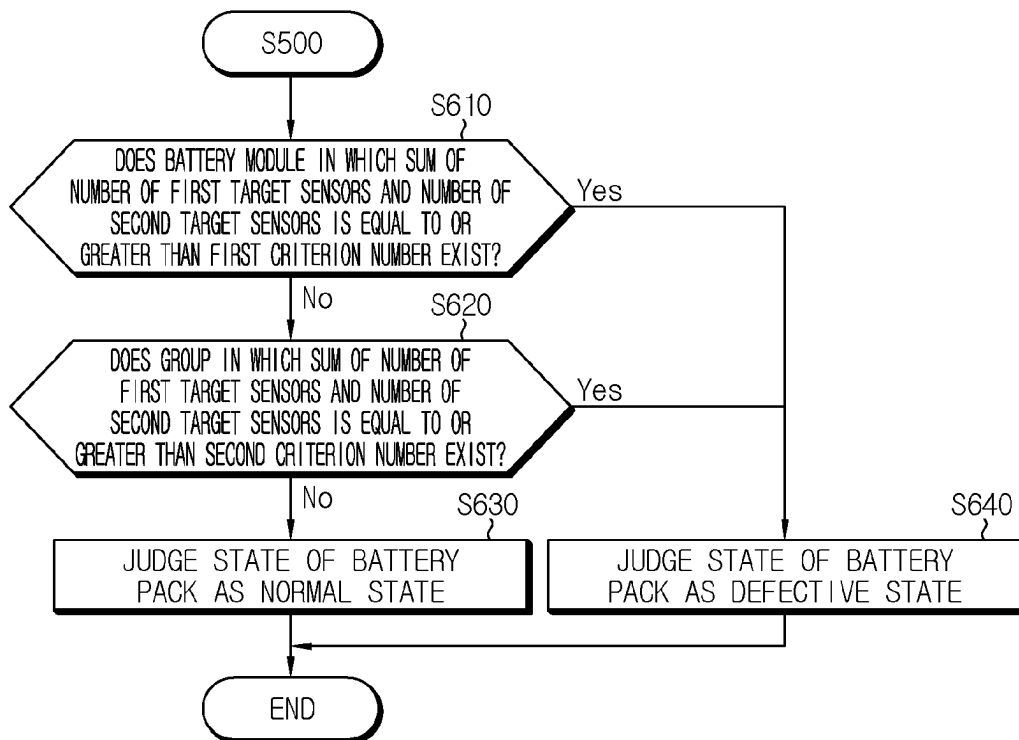 S500
S610
DOES BATTERY MODULE IN WHICH SUM OF
NUMBER OF FIRST TARGET SENSORS AND NUMBER OF
SECOND TARGET SENSORS IS EQUAL TO OR
GREATER THAN FIRST CRITERION NUMBER EXIST?
Yes
No
S620
DOES GROUP IN WHICH SUM OF NUMBER OF
FIRST TARGET SENSORS AND NUMBER OF
SECOND TARGET SENSORS IS EQUAL TO OR
GREATER THAN SECOND CRITERION NUMBER EXIST?
Yes
No
S630
JUDGE STATE OF BATTERY
PACK AS NORMAL STATE
S640
JUDGE STATE OF BATTERY
PACK AS DEFECTIVE STATE
END